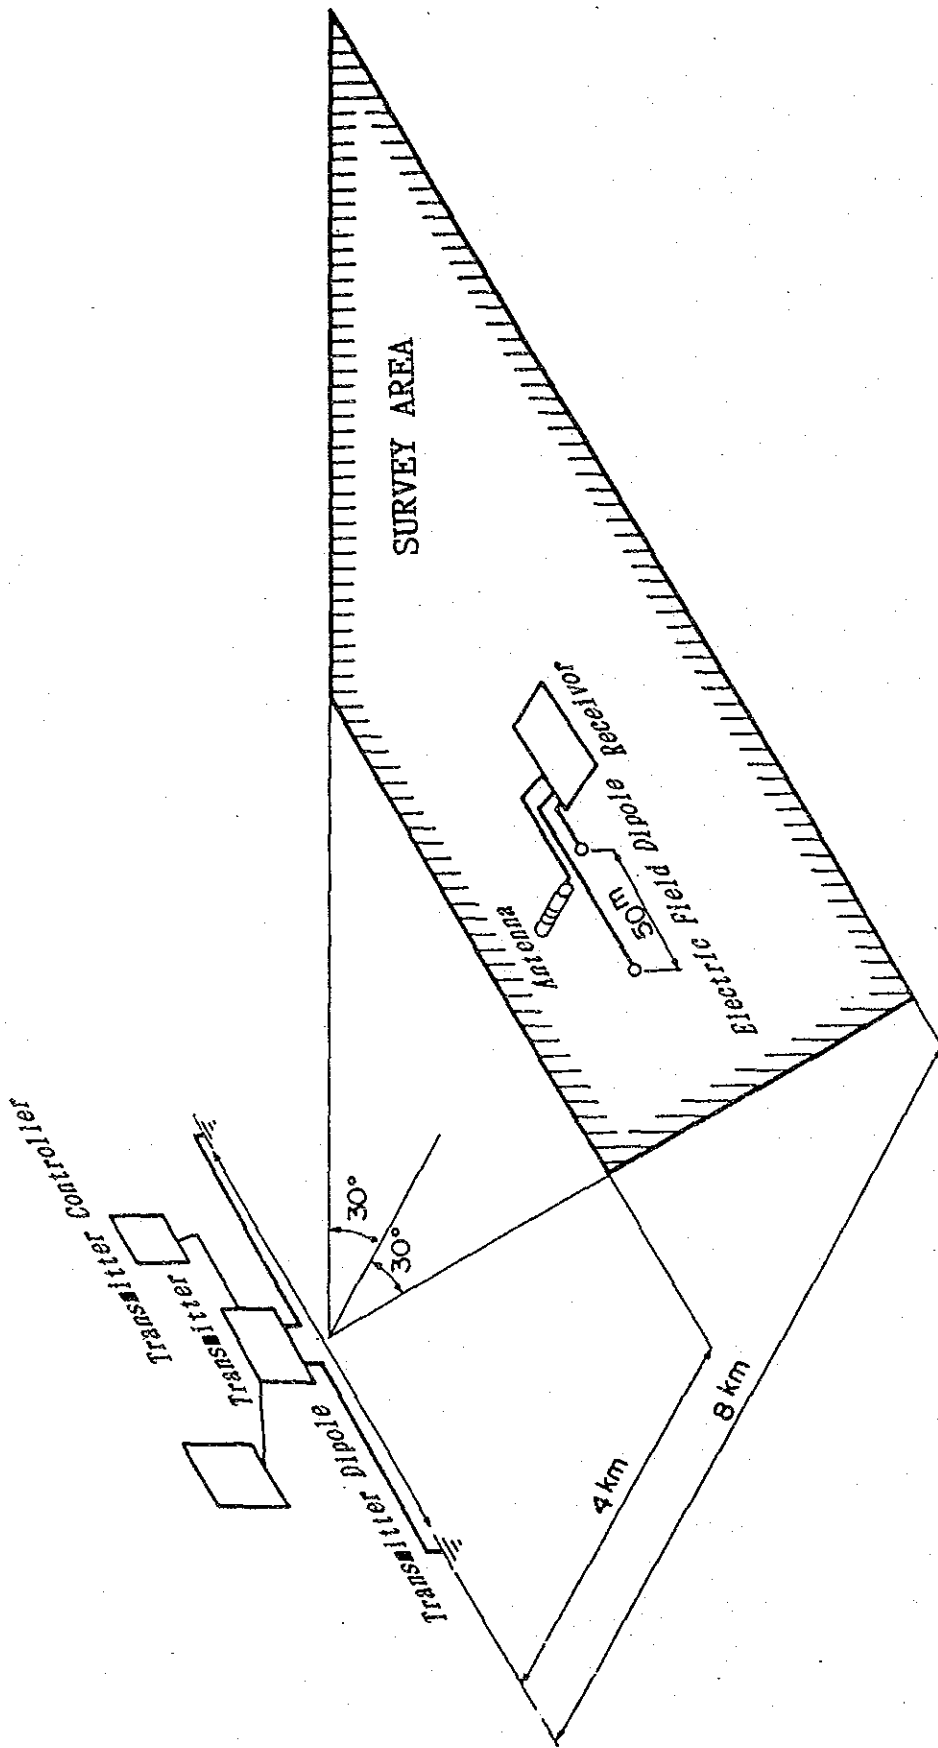 Transmitter Controller
Transmitter
Transmitter Dipole
30°
30°
SURVEY AREA
Antenna
50m
Receivor
Electric Field Dipole
4 km
8 km